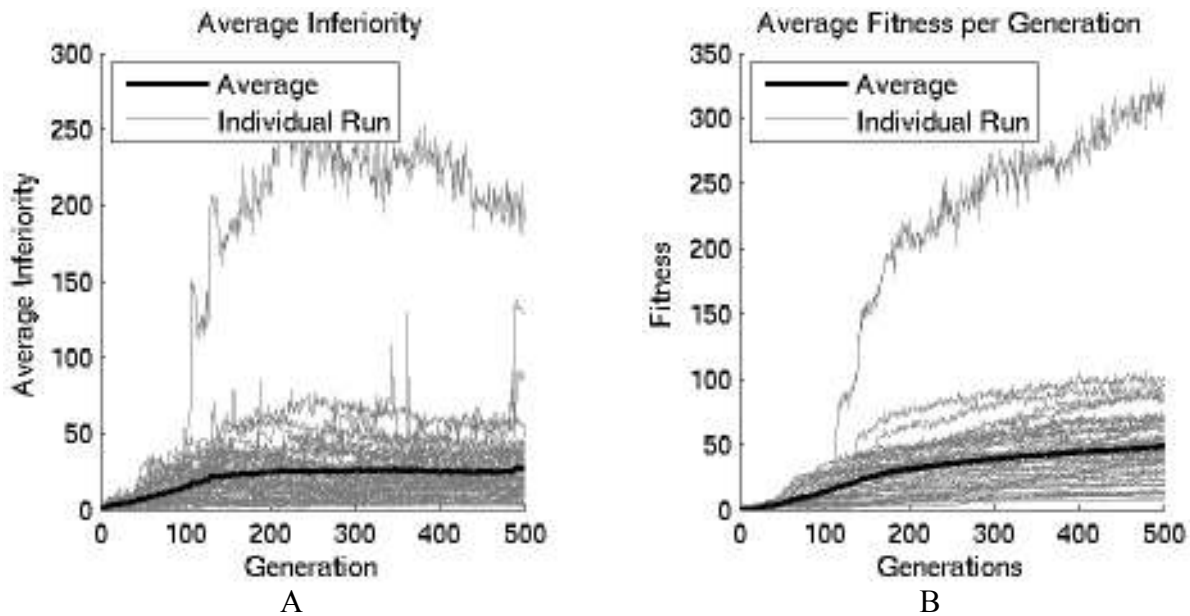 Average Inferiority
300
250
200
150
100
50
0
Average Inferiority
Average
Individual Run
0 100 200 300 400 500
Generation
A
Average Fitness per Generation
350
300
250
200
150
100
50
0
Fitness
Average
Individual Run
0 100 200 300 400 500
Generations
B